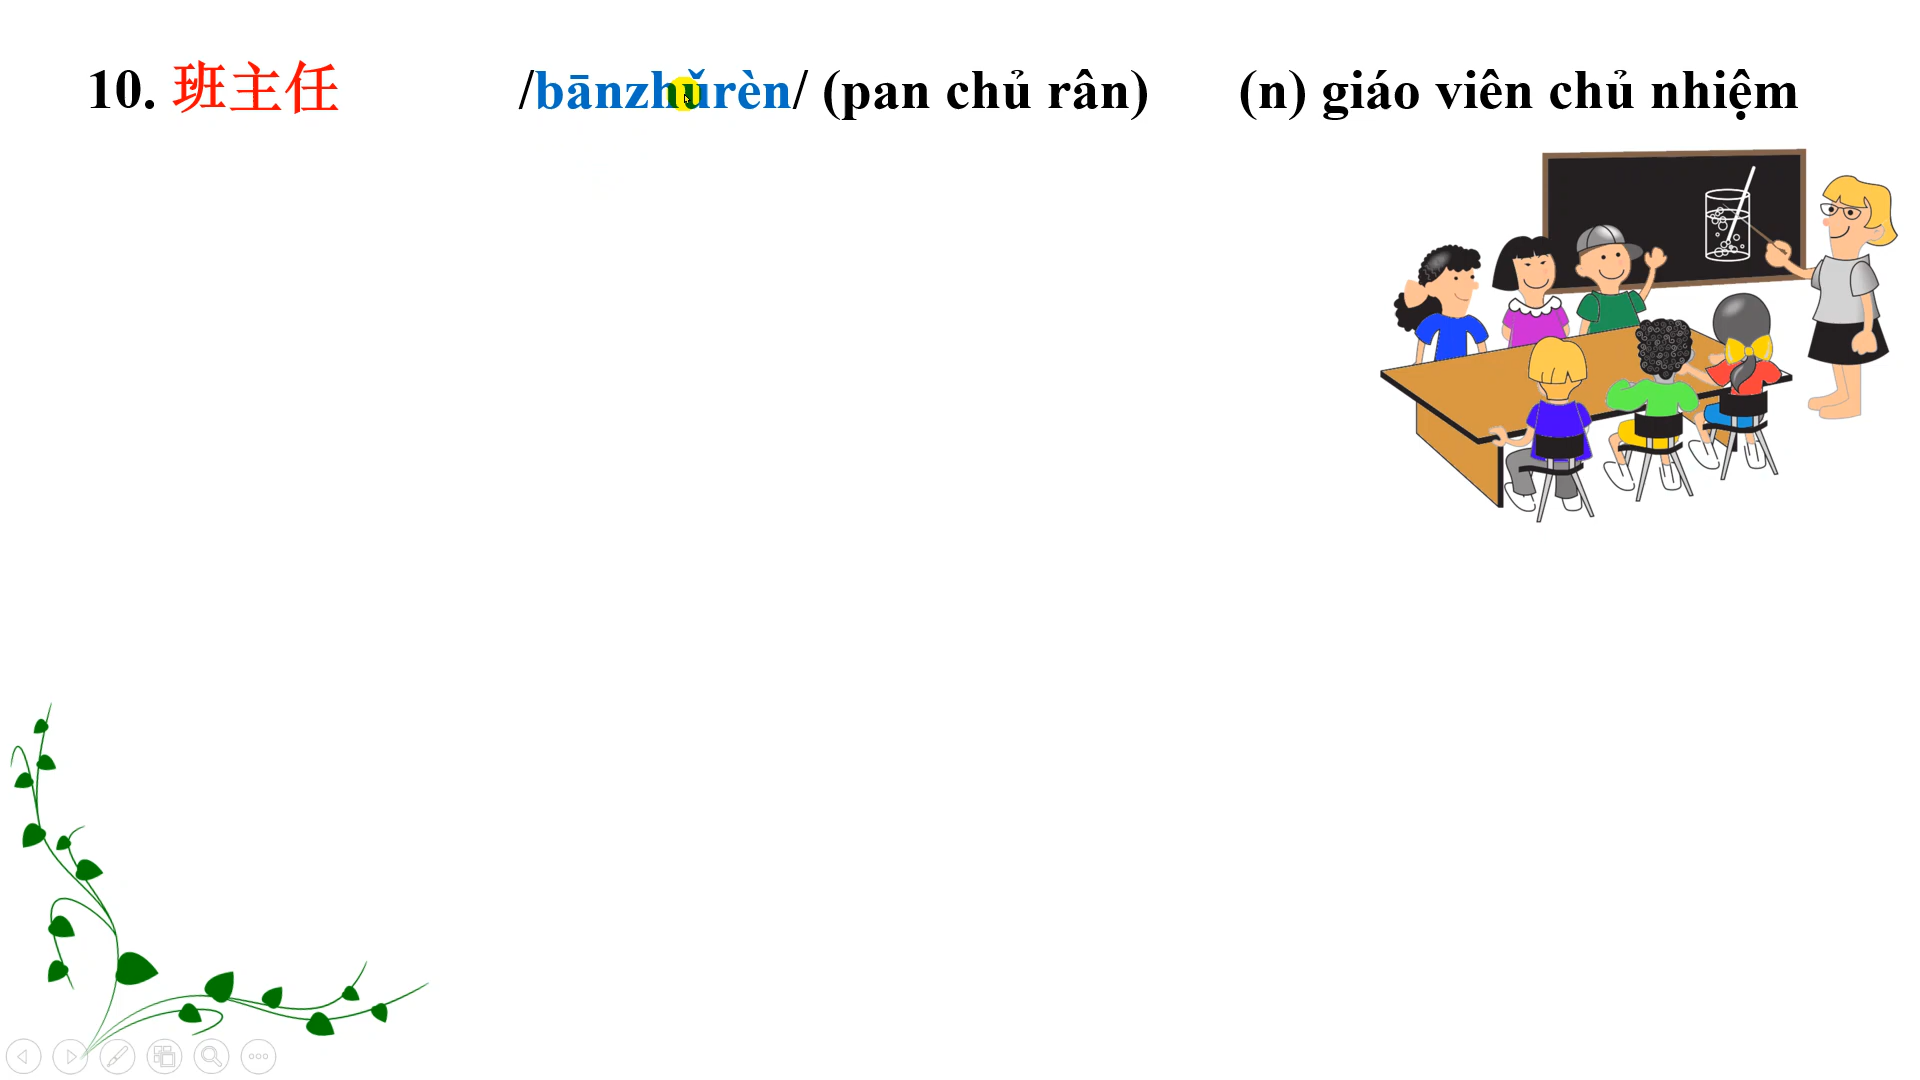 10. 班主任 /bānzhǔrèn/ (pan chủ rân) (n) giáo viên chủ nhiệm